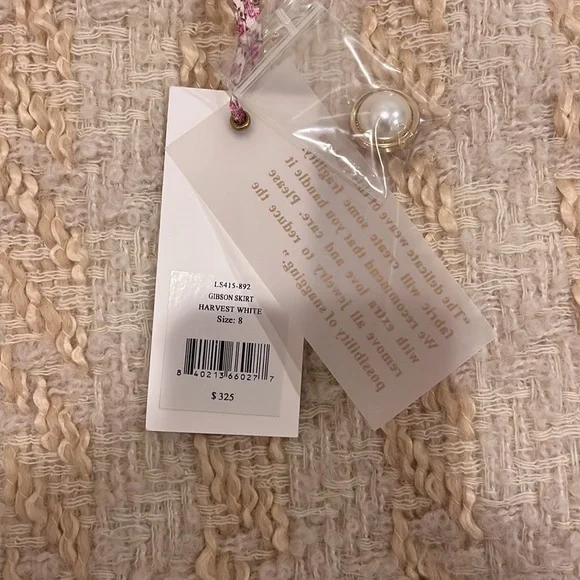 LS415-892
GIBSON SKIRT
HARVEST WHITE
Size: 8
8 40213 66027 7
$ 325
“The delicate weave of
fabric will create some fragility.
We recommend that you handle it
with extra love and care. Please
remove all jewelry to reduce the
possibility of snagging.”